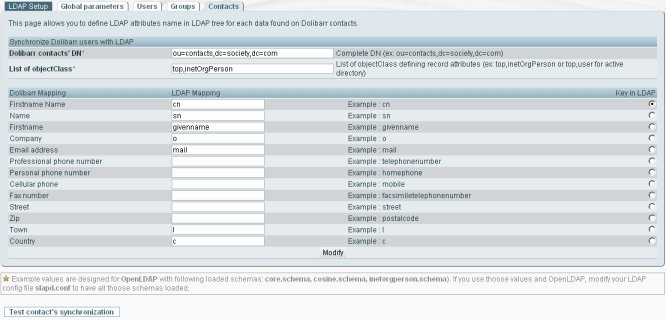 LDAP Setup Global parameters Users Groups Contacts
This page allows you to define LDAP attributes name in LDAP tree for each data found on Dolibarr contacts.
Synchronize Dolibarr users with LDAP
Dolibarr contacts' DN* ou=contacts,dc=society,dc=com Complete DN (ex: ou=contacts,dc=society,dc=com)
List of objectClass* top,inetOrgPerson List of objectClass defining record attributes (ex: top,inetOrgPerson or top,user for active
directory)
Dolibarr Mapping LDAP Mapping Key in LDAP
Firstname Name cn Example : cn
Name sn Example : sn
Firstname givenname Example : givenname
Company o Example : o
Email address mail Example : mail
Professional phone number Example : telephonenumber
Personal phone number Example : homephone
Cellular phone Example : mobile
Fax number Example : facsimiletelephonenumber
Street Example : street
Zip Example : postalcode
Town l Example : l
Country c Example : c
Modify
Example values are designed for OpenLDAP with following loaded schemas: core.schema, cosine.schema, inetorgperson.schema). If you use thoose values and OpenLDAP, modify your LDAP
config file slapd.conf to have all thoose schemas loaded.
Test contact's synchronization